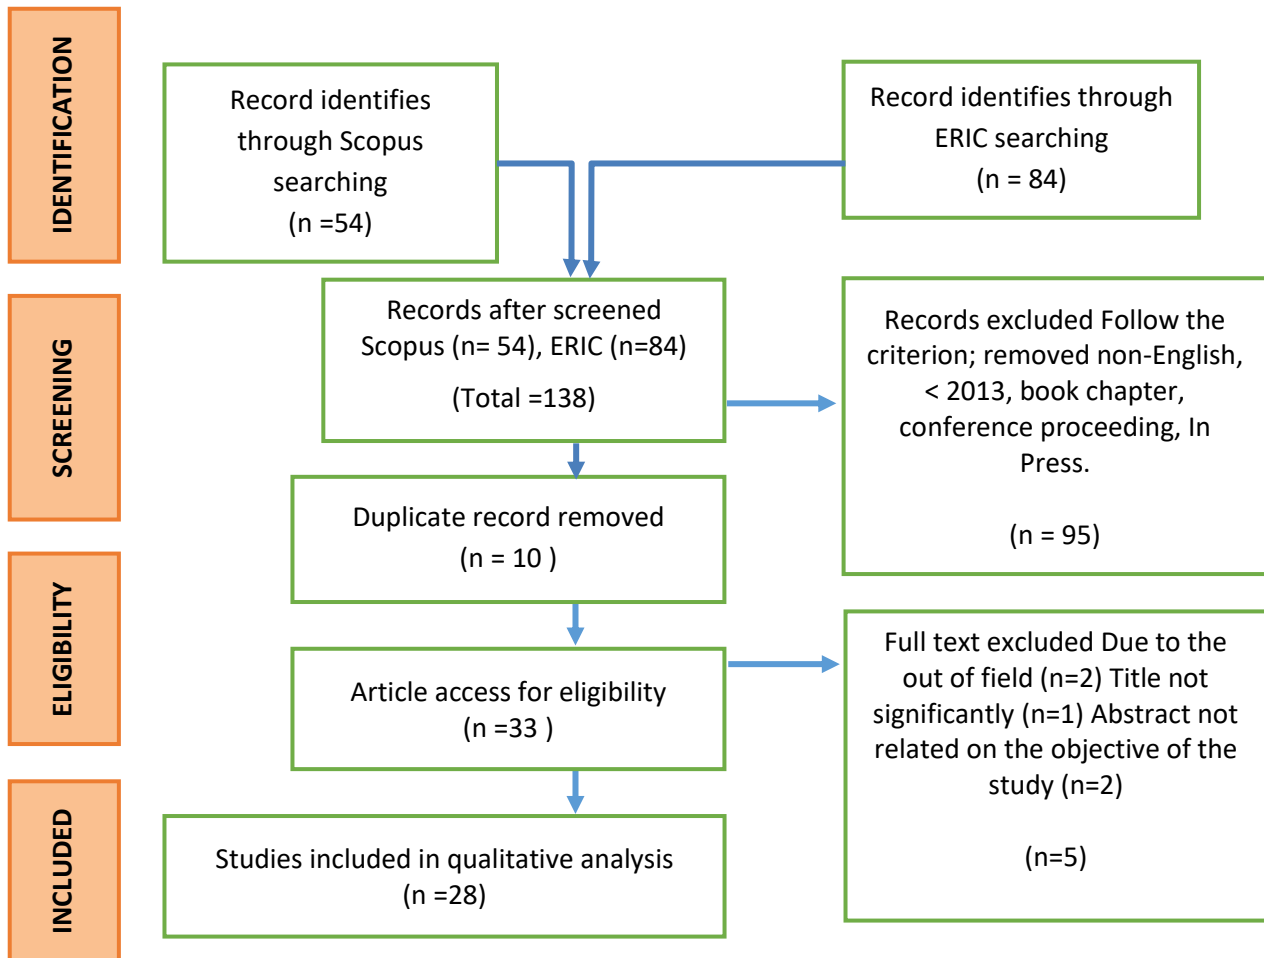 IDENTIFICATION
Record identifies
through Scopus
searching
(n =54)
Record identifies through
ERIC searching
(n = 84)
SCREENING
Records after screened
Scopus (n= 54), ERIC (n=84)
(Total =138)
Records excluded Follow the
criterion; removed non-English,
< 2013, book chapter,
conference proceeding, In
Press.
(n = 95)
Duplicate record removed
(n = 10 )
ELIGIBILITY
Article access for eligibility
(n =33 )
Full text excluded Due to the
out of field (n=2) Title not
significantly (n=1) Abstract not
related on the objective of the
study (n=2)
(n=5)
INCLUDED
Studies included in qualitative analysis
(n =28)